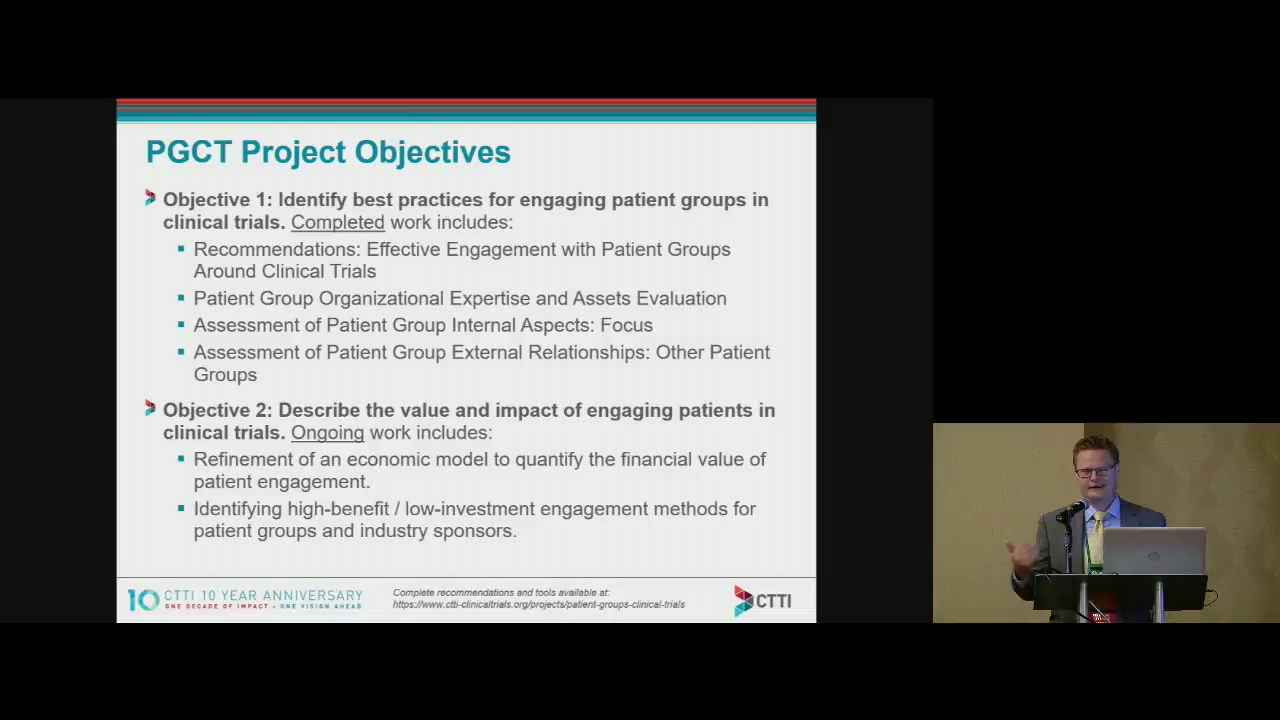 PGCT Project Objectives
Objective 1: Identify best practices for engaging patient groups in
clinical trials. Completed work includes:
Recommendations: Effective Engagement with Patient Groups
Around Clinical Trials
Patient Group Organizational Expertise and Assets Evaluation
Assessment of Patient Group Internal Aspects: Focus
Assessment of Patient Group External Relationships: Other Patient
Groups
Objective 2: Describe the value and impact of engaging patients in
clinical trials. Ongoing work includes:
Refinement of an economic model to quantify the financial value of
patient engagement.
Identifying high-benefit / low-investment engagement methods for
patient groups and industry sponsors.
10 CTTI 10 YEAR ANNIVERSARY
ONE DECADE OF IMPACT • ONE VISION AHEAD
Complete recommendations and tools available at:
https://www.ctti-clinicaltrials.org/projects/patient-groups-clinical-trials
CTTI